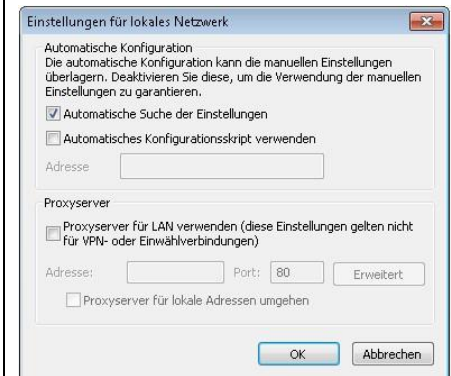 Einstellungen für lokales Netzwerk
Automatische Konfiguration
Die automatische Konfiguration kann die manuellen Einstellungen
überlagern. Deaktivieren Sie diese, um die Verwendung der manuellen
Einstellungen zu garantieren.
Automatische Suche der Einstellungen
Automatisches Konfigurationsskript verwenden
Adresse
Proxyserver
Proxyserver für LAN verwenden (diese Einstellungen gelten nicht
für VPN- oder Einwählverbindungen)
Adresse: Port: 80 Erweitert
Proxyserver für lokale Adressen umgehen
OK Abbrechen